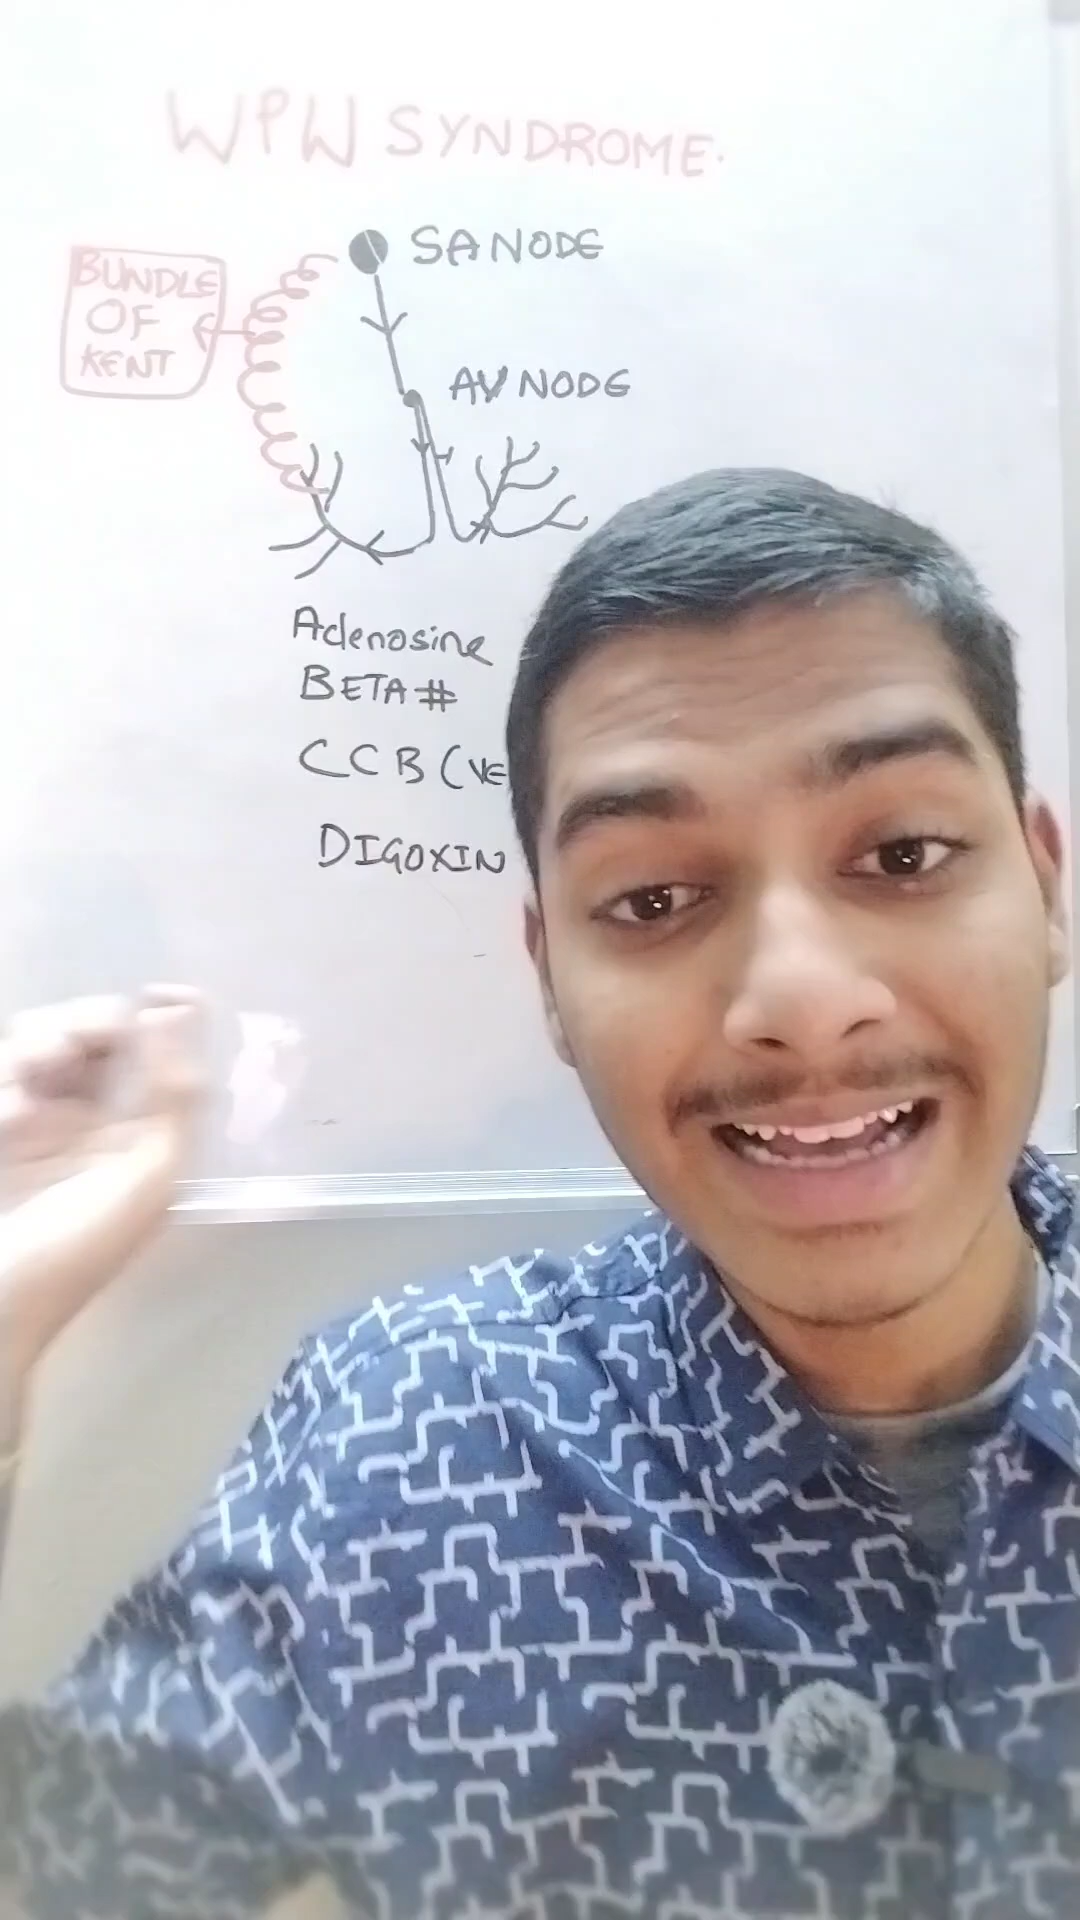 WPW SYNDROME.
SA NODE
BUNDLE
OF
KENT
AV NODE
Adenosine
BETA #
CCB (VE
DIGOXIN